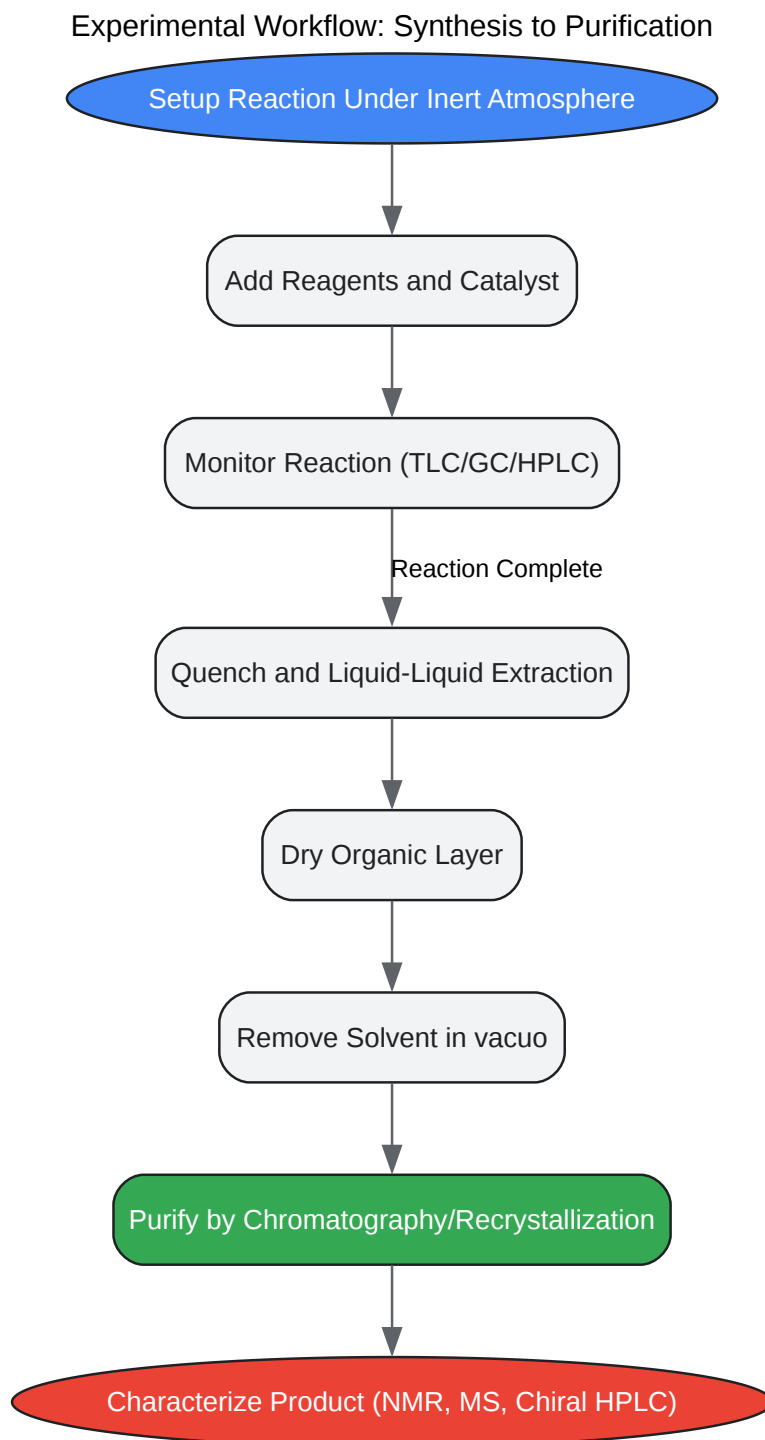 Experimental Workflow: Synthesis to Purification
Setup Reaction Under Inert Atmosphere
Add Reagents and Catalyst
Monitor Reaction (TLC/GC/HPLC)
Reaction Complete
Quench and Liquid-Liquid Extraction
Dry Organic Layer
Remove Solvent in vacuo
Purify by Chromatography/Recrystallization
Characterize Product (NMR, MS, Chiral HPLC)